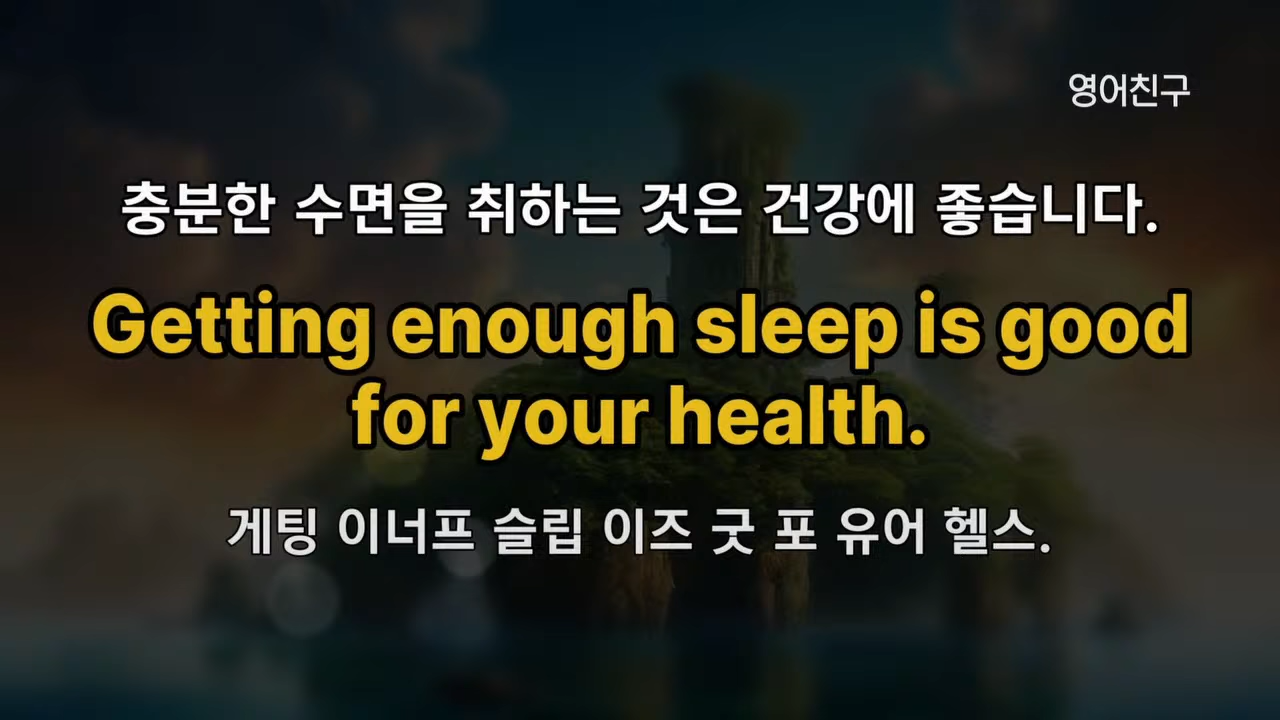 영어친구
충분한 수면을 취하는 것은 건강에 좋습니다.
Getting enough sleep is good
for your health.
게팅 이너프 슬립 이즈 굿 포 유어 헬스.